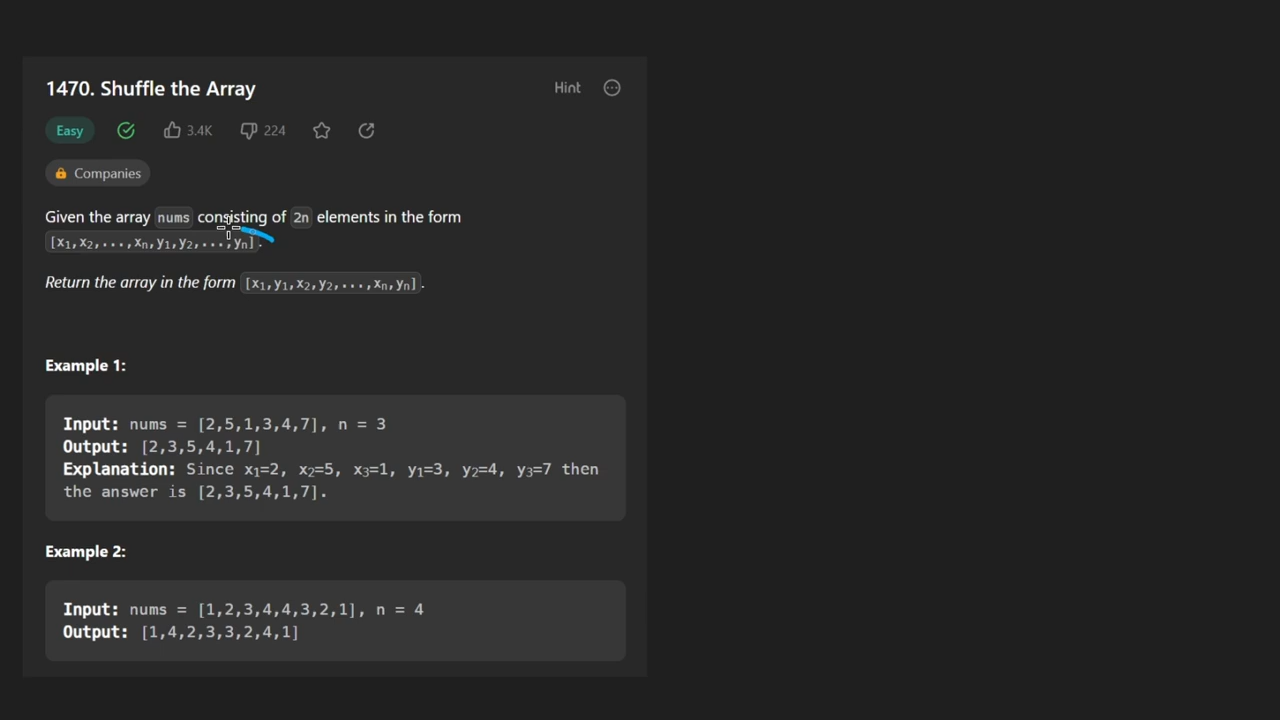 1470. Shuffle the Array
Hint
Easy
3.4K
224
Companies
Given the array nums consisting of 2n elements in the form
[x₁,x₂,...,xₙ,y₁,y₂,...,yₙ].
Return the array in the form [x₁,y₁,x₂,y₂,...,xₙ,yₙ].
Example 1:
Input: nums = [2,5,1,3,4,7], n = 3
Output: [2,3,5,4,1,7]
Explanation: Since x₁=2, x₂=5, x₃=1, y₁=3, y₂=4, y₃=7 then
the answer is [2,3,5,4,1,7].
Example 2:
Input: nums = [1,2,3,4,4,3,2,1], n = 4
Output: [1,4,2,3,3,2,4,1]